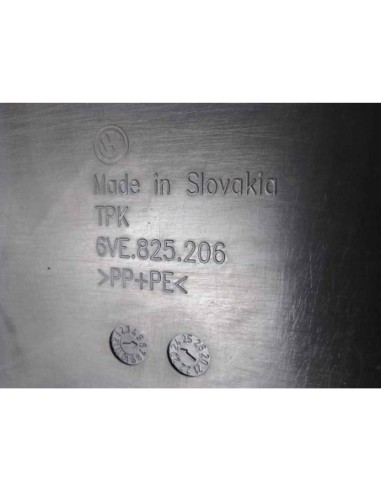 Made in Slovakia
TPK
6VE.825.206
>PP+PE<